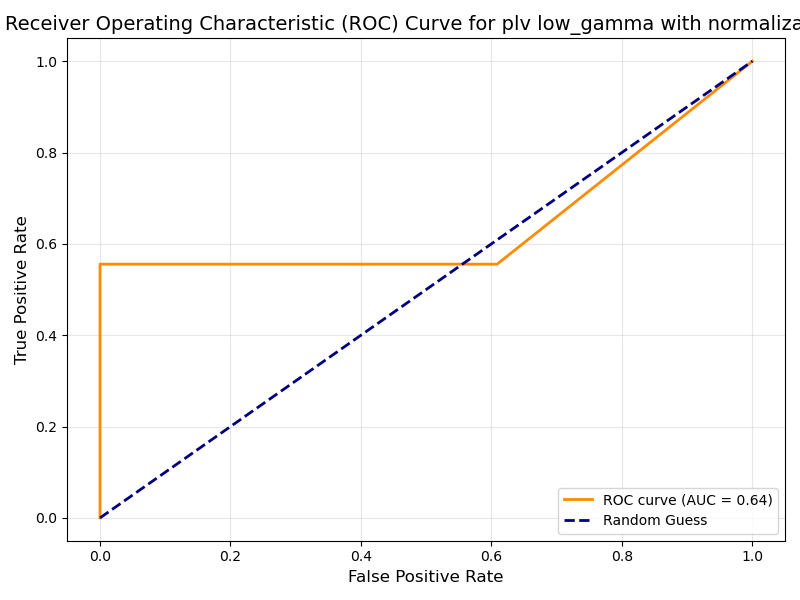 Receiver Operating Characteristic (ROC) Curve for plv low_gamma with normaliza
1.0
0.8
0.6
0.4
0.2
0.0
True Positive Rate
0.0 0.2 0.4 0.6 0.8 1.0
False Positive Rate
ROC curve (AUC = 0.64)
Random Guess